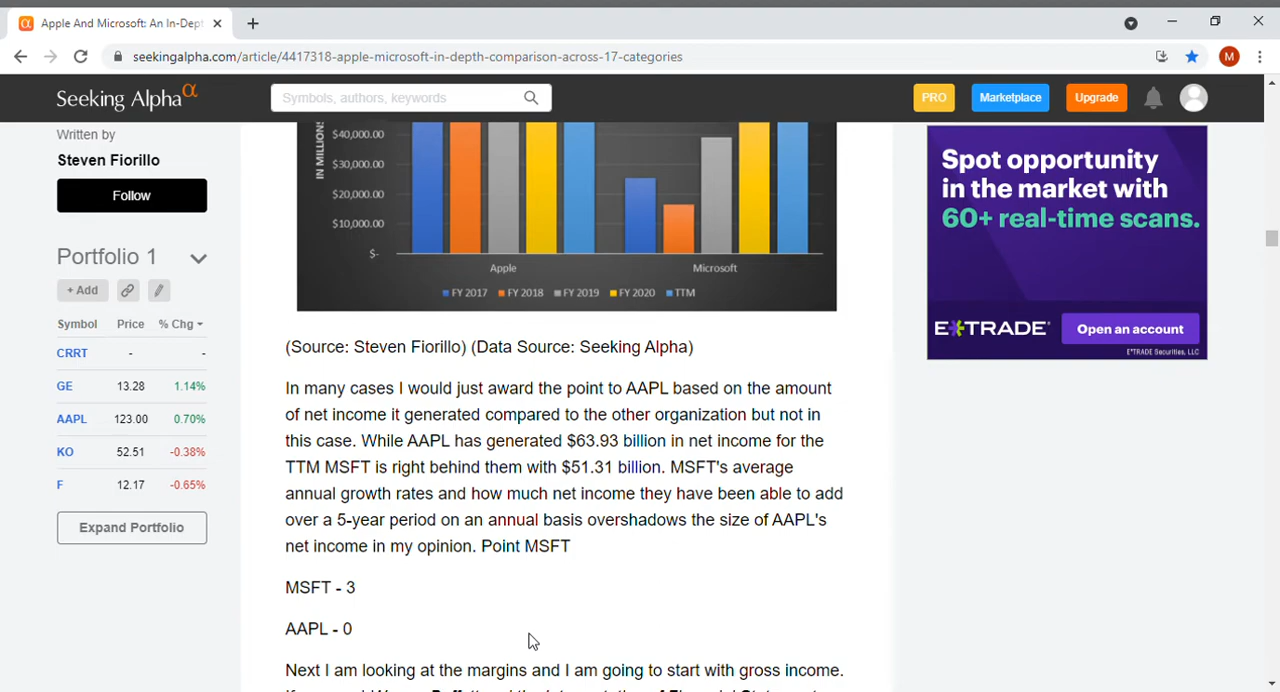 Apple And Microsoft: An In-Dept
seekingalpha.com/article/4417318-apple-microsoft-in-depth-comparison-across-17-categories
M
Seeking Alpha α
Symbols, authors, keywords
PRO
Marketplace
Upgrade
Written by
Steven Fiorillo
Follow
Portfolio 1
+ Add
Symbol Price % Chg
CRRT - -
GE 13.28 1.14%
AAPL 123.00 0.70%
KO 52.51 -0.38%
F 12.17 -0.65%
Expand Portfolio
IN MILLIONS
$40,000.00
$30,000.00
$20,000.00
$10,000.00
$-
Apple Microsoft
FY 2017 FY 2018 FY 2019 FY 2020 TTM
(Source: Steven Fiorillo) (Data Source: Seeking Alpha)
In many cases I would just award the point to AAPL based on the amount
of net income it generated compared to the other organization but not in
this case. While AAPL has generated $63.93 billion in net income for the
TTM MSFT is right behind them with $51.31 billion. MSFT's average
annual growth rates and how much net income they have been able to add
over a 5-year period on an annual basis overshadows the size of AAPL's
net income in my opinion. Point MSFT
MSFT - 3
AAPL - 0
Next I am looking at the margins and I am going to start with gross income.
Spot opportunity
in the market with
60+ real-time scans.
E*TRADE®
Open an account
E*TRADE Securities, LLC